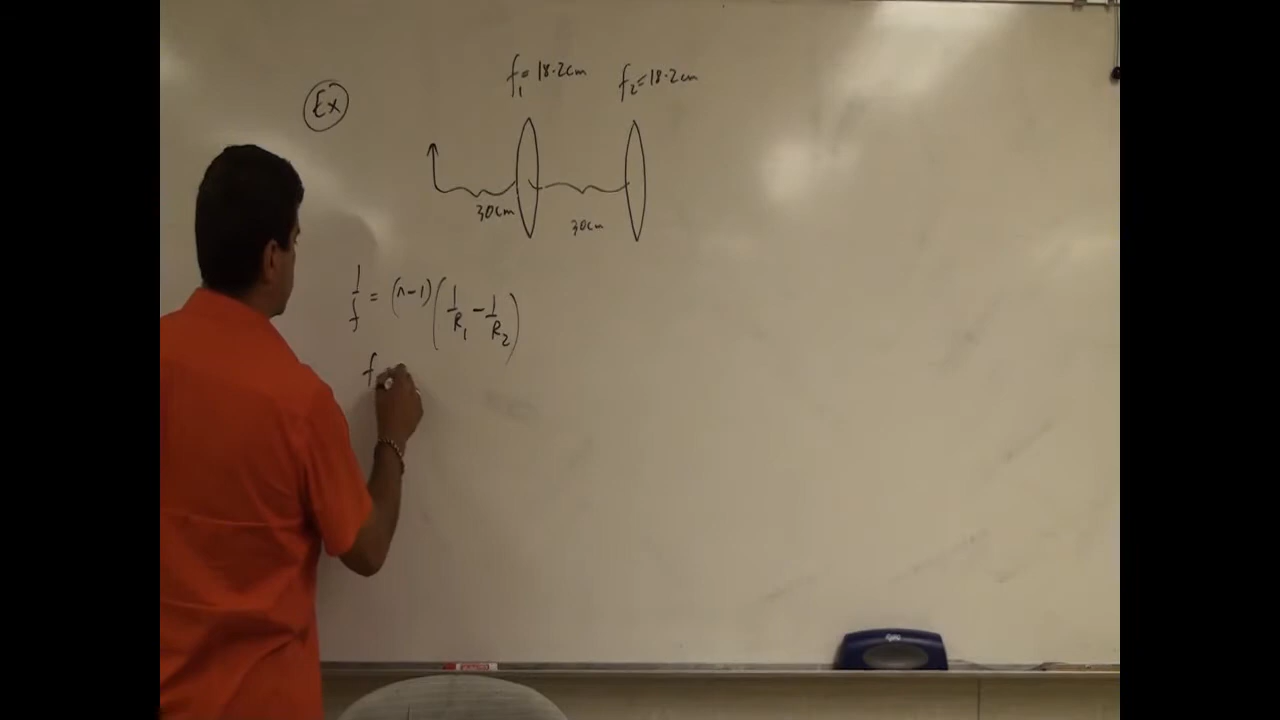 Ex
f₁ = 18.2cm
f₂ = 18.2cm
30cm
30cm
1/f = (n-1)(1/R₁ - 1/R₂)
f